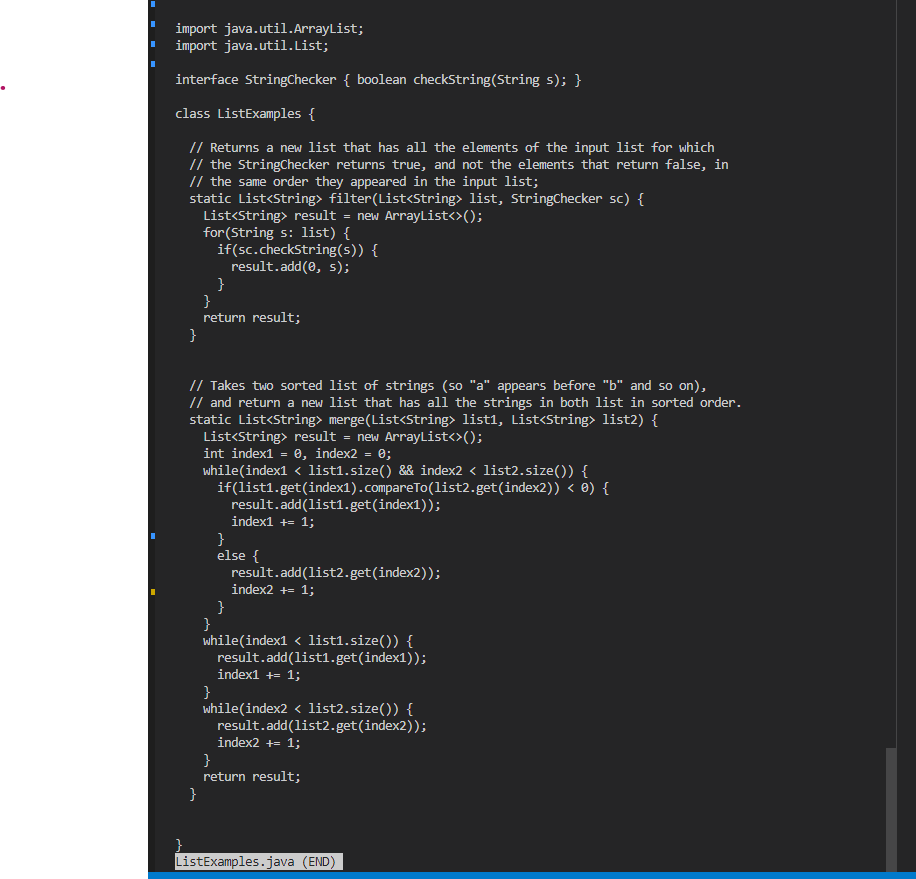 import java.util.ArrayList;
import java.util.List;
interface StringChecker { boolean checkString(String s); }
class ListExamples {
// Returns a new list that has all the elements of the input list for which
// the StringChecker returns true, and not the elements that return false, in
// the same order they appeared in the input list;
static List<String> filter(List<String> list, StringChecker sc) {
List<String> result = new ArrayList<>();
for(String s: list) {
if(sc.checkString(s)) {
result.add(0, s);
}
}
return result;
}
// Takes two sorted list of strings (so "a" appears before "b" and so on),
// and return a new list that has all the strings in both list in sorted order.
static List<String> merge(List<String> list1, List<String> list2) {
List<String> result = new ArrayList<>();
int index1 = 0, index2 = 0;
while(index1 < list1.size() && index2 < list2.size()) {
if(list1.get(index1).compareTo(list2.get(index2)) < 0) {
result.add(list1.get(index1));
index1 += 1;
}
else {
result.add(list2.get(index2));
index2 += 1;
}
}
while(index1 < list1.size()) {
result.add(list1.get(index1));
index1 += 1;
}
while(index2 < list2.size()) {
result.add(list2.get(index2));
index2 += 1;
}
return result;
}
}
ListExamples.java (END)